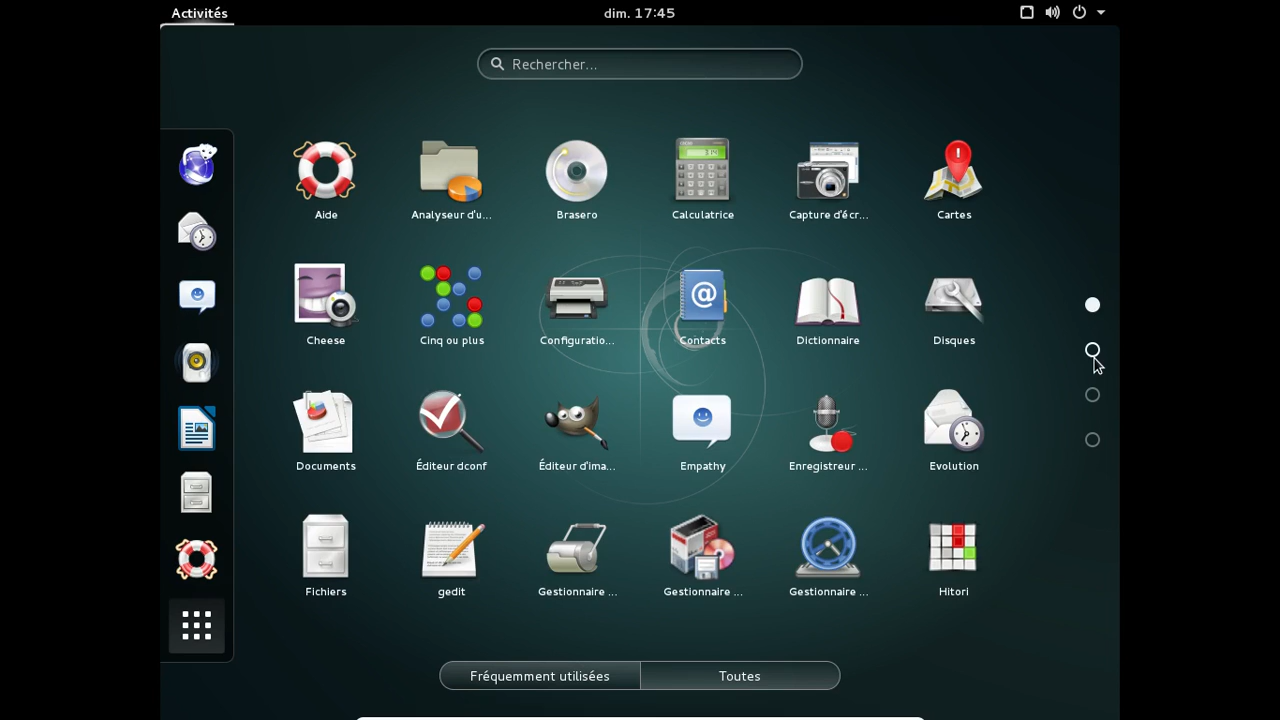 Activités
dim. 17:45
Rechercher...
Aide
Analyseur d'u...
Brasero
Calculatrice
Capture d'écr...
Cartes
Cheese
Cinq ou plus
Configuratio...
Contacts
Dictionnaire
Disques
Documents
Éditeur dconf
Éditeur d'ima...
Empathy
Enregistreur ...
Evolution
Fichiers
gedit
Gestionnaire ...
Gestionnaire ...
Gestionnaire ...
Hitori
Fréquemment utilisées
Toutes